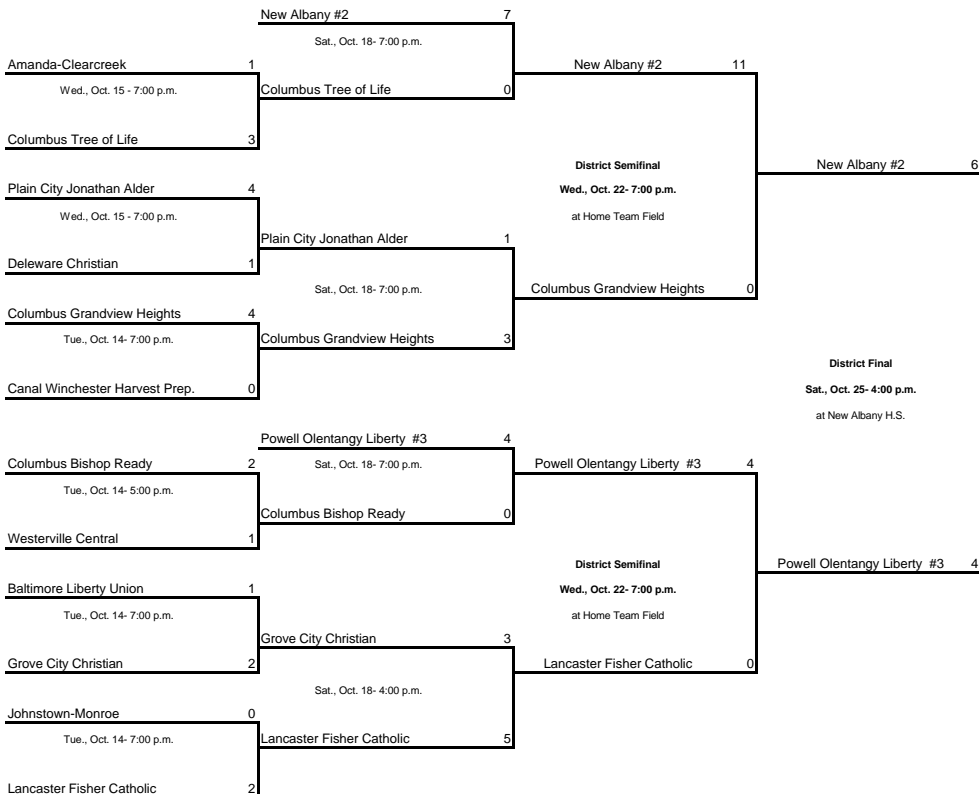 New Albany #2 7
Sat., Oct. 18- 7:00 p.m.
Amanda-Clearcreek 1
New Albany #2 11
Wed., Oct. 15 - 7:00 p.m.
Columbus Tree of Life 0
Columbus Tree of Life 3
District Semifinal
New Albany #2 6
Plain City Jonathan Alder 4
Wed., Oct. 22- 7:00 p.m.
Wed., Oct. 15 - 7:00 p.m.
at Home Team Field
Plain City Jonathan Alder 1
Deleware Christian 1
Sat., Oct. 18- 7:00 p.m.
Columbus Grandview Heights 0
Columbus Grandview Heights 4
Tue., Oct. 14- 7:00 p.m.
Columbus Grandview Heights 3
District Final
Canal Winchester Harvest Prep. 0
Sat., Oct. 25- 4:00 p.m.
at New Albany H.S.
Powell Olentangy Liberty #3 4
Columbus Bishop Ready 2
Sat., Oct. 18- 7:00 p.m.
Powell Olentangy Liberty #3 4
Tue., Oct. 14- 5:00 p.m.
Columbus Bishop Ready 0
Westerville Central 1
District Semifinal
Powell Olentangy Liberty #3 4
Baltimore Liberty Union 1
Wed., Oct. 22- 7:00 p.m.
Tue., Oct. 14- 7:00 p.m.
at Home Team Field
Grove City Christian 3
Grove City Christian 2
Lancaster Fisher Catholic 0
Sat., Oct. 18- 4:00 p.m.
Johnstown-Monroe 0
Tue., Oct. 14- 7:00 p.m.
Lancaster Fisher Catholic 5
Lancaster Fisher Catholic 2